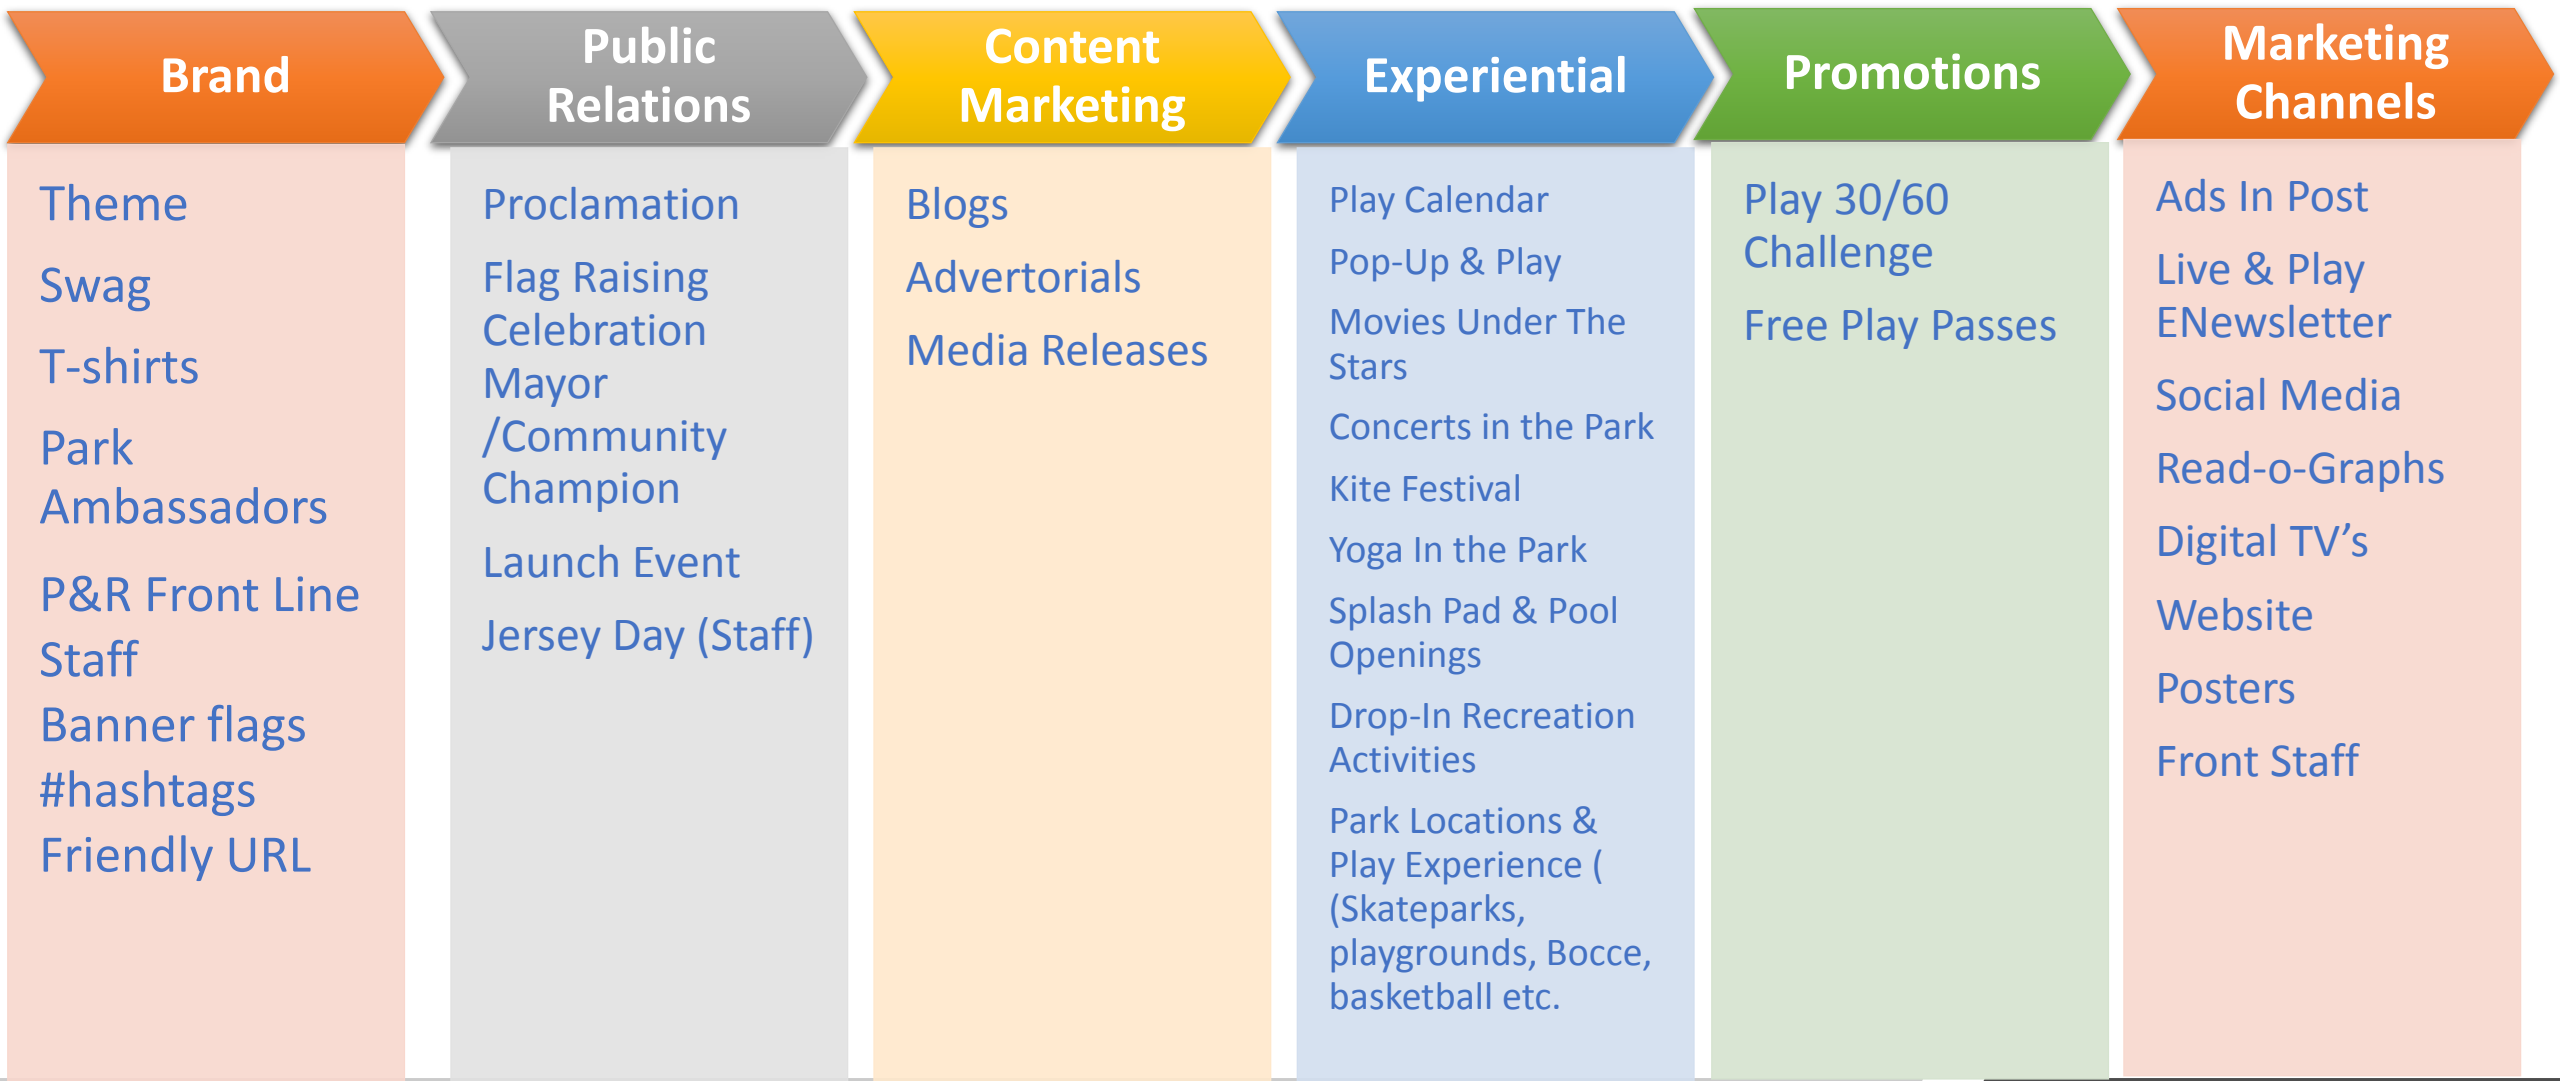 Brand
Theme
Swag
T-shirts
Park
Ambassadors
P&R Front Line
Staff
Banner flags
#hashtags
Friendly URL
Public
Relations
Proclamation
Flag Raising
Celebration
Mayor
/Community
Champion
Launch Event
Jersey Day (Staff)
Content
Marketing
Blogs
Advertorials
Media Releases
Experiential
Play Calendar
Pop-Up & Play
Movies Under The
Stars
Concerts in the Park
Kite Festival
Yoga In the Park
Splash Pad & Pool
Openings
Drop-In Recreation
Activities
Park Locations &
Play Experience (
(Skateparks,
playgrounds, Bocce,
basketball etc.
Promotions
Play 30/60
Challenge
Free Play Passes
Marketing
Channels
Ads In Post
Live & Play
ENewsletter
Social Media
Read-o-Graphs
Digital TV’s
Website
Posters
Front Staff